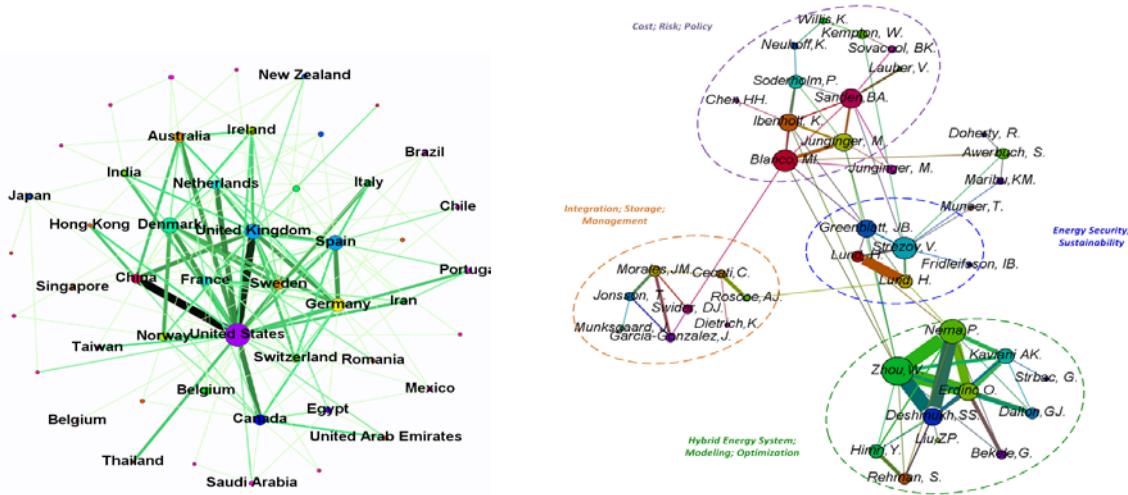 New Zealand
Australia
Ireland
India
Netherlands
Brazil
Italy
Japan
Chile
Hong Kong
Denmark
United Kingdom
Spain
China
France
Sweden
Portuga
Singapore
Germany
Iran
Norway
United States
Taiwan
Switzerland
Romania
Belgium
Mexico
Egypt
Belgium
Canada
United Arab Emirates
Thailand
Saudi Arabia
Cost; Risk; Policy
Willis,K.
Kempton, W.
Neuhoff,K.
Sovacool, BK.
Soderholm,P.
Lauber,V.
Chen,HH.
Sanden,BA.
Ibenholt, K.
Junginger, M.
Blanco, MI.
Junginger, M.
Doherty, R.
Awerbuch, S.
Maribu,KM.
Muneer,T.
Integration; Storage;
Management
Greenblatt, JB.
Strezov,V.
Energy Security;
Sustainability
Lund, H.
Fridleifsson, IB.
Lund, H.
Morales,JM.
Cecati,C.
Jonsson, T.
Roscoe,AJ.
Swider, DJ.
Munksgaard, J.
Dietrich,K.
Garcia-Gonzalez,J.
Nema,P.
Kaviani AK.
Zhou,W.
Strbac, G.
Erdinc,O.
Deshmukh,SS.
Dalton,GJ.
Hybrid Energy System;
Modeling; Optimization
Liu,ZP.
Himri,Y.
Bekele,G.
Rehman, S.